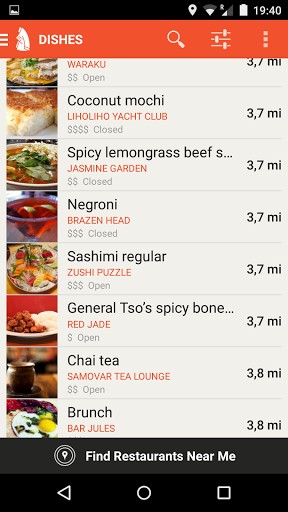 19:40
DISHES
WARAKU
$$ Open
3,7 mi
Coconut mochi
LIHOLIHO YACHT CLUB
$$$$ Closed
3,7 mi
Spicy lemongrass beef s...
JASMINE GARDEN
$$ Closed
3,7 mi
Negroni
BRAZEN HEAD
$$$ Closed
3,7 mi
Sashimi regular
ZUSHI PUZZLE
$$$ Open
3,7 mi
General Tso's spicy bone...
RED JADE
$ Open
3,7 mi
Chai tea
SAMOVAR TEA LOUNGE
$$ Open
3,8 mi
Brunch
BAR JULES
3,8 mi
Find Restaurants Near Me